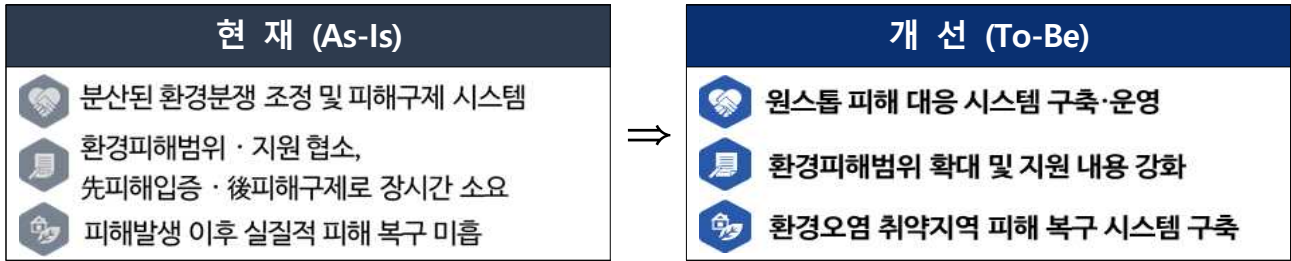 현 재 (As-Is)
분산된 환경분쟁 조정 및 피해구제 시스템
환경피해범위 · 지원 협소,
先피해입증 · 後피해구제로 장시간 소요
피해발생 이후 실질적 피해 복구 미흡
⇒
개 선 (To-Be)
원스톱 피해 대응 시스템 구축·운영
환경피해범위 확대 및 지원 내용 강화
환경오염 취약지역 피해 복구 시스템 구축